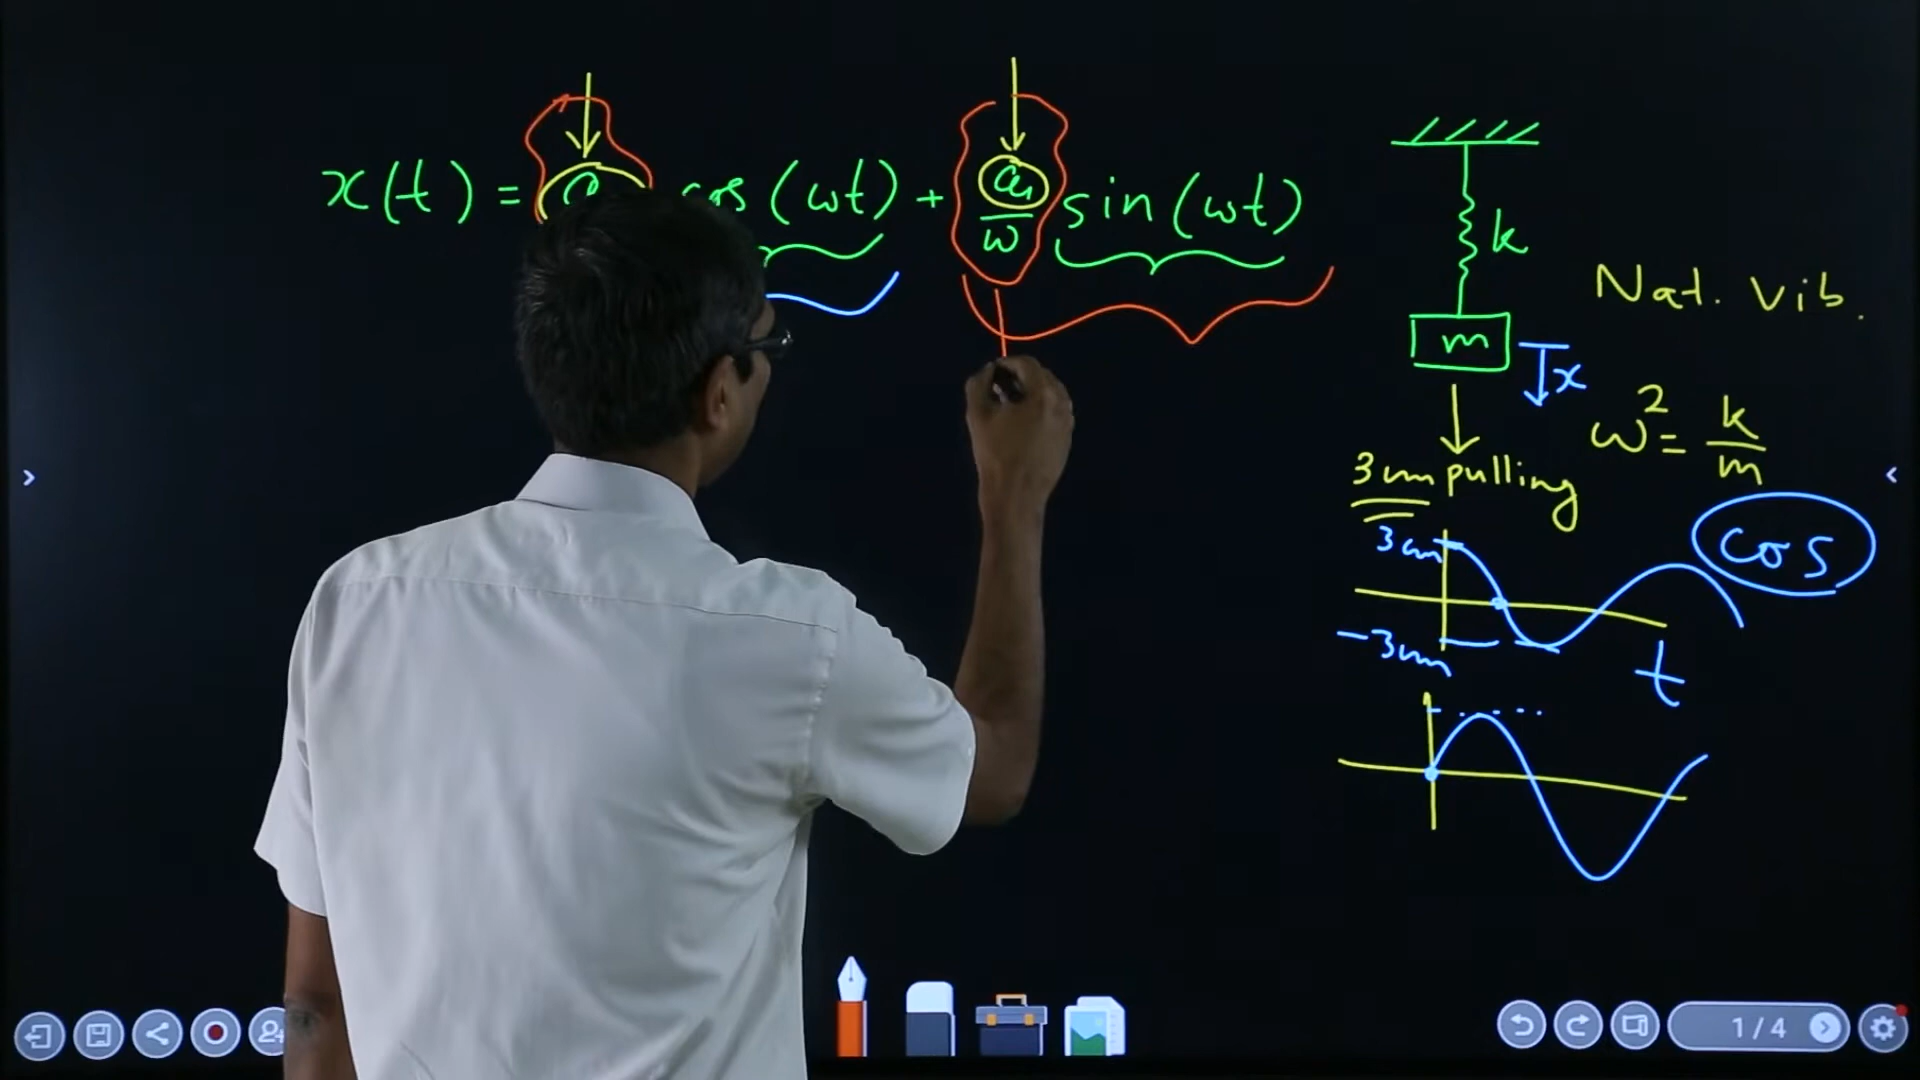 x(t) = cos(ωt) + a₁/ω sin(ωt)
k
m
x
Nat. Vib.
ω² = k/m
3cm pulling
3cm
cos
-3cm
t
1/4